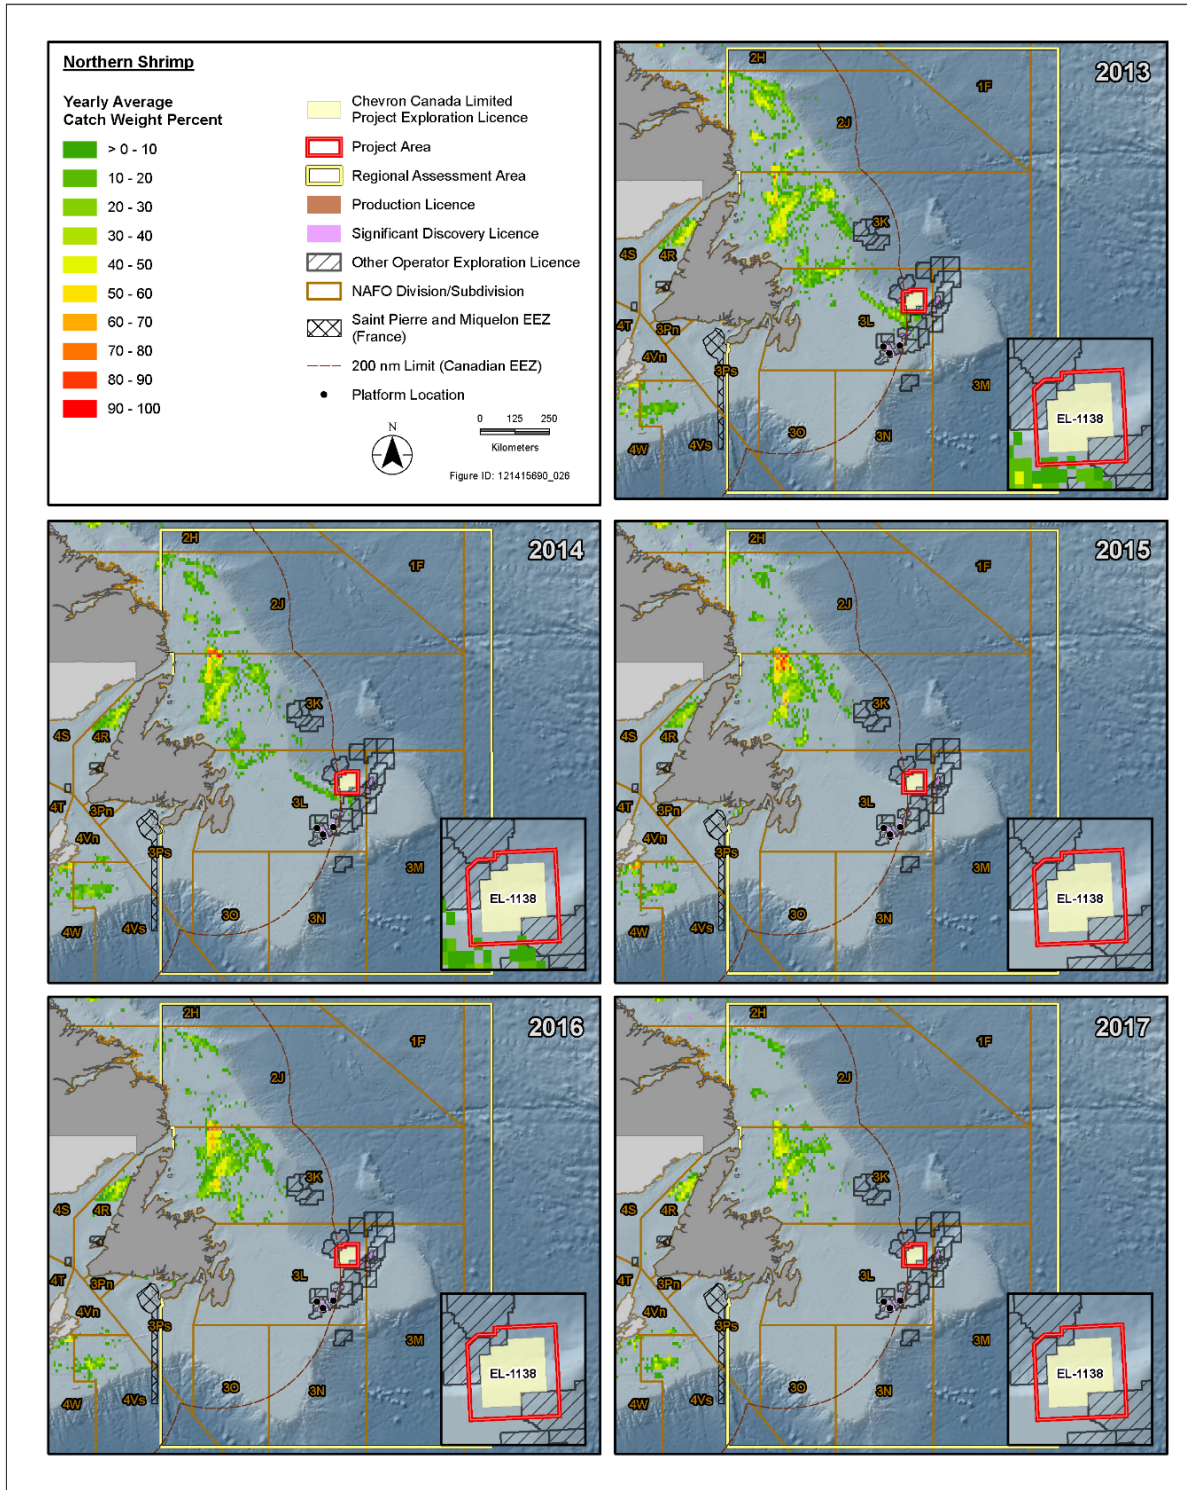 Northern Shrimp
Yearly Average
Catch Weight Percent
> 0 - 10
10 - 20
20 - 30
30 - 40
40 - 50
50 - 60
60 - 70
70 - 80
80 - 90
90 - 100
Chevron Canada Limited
Project Exploration Licence
Project Area
Regional Assessment Area
Production Licence
Significant Discovery Licence
Other Operator Exploration Licence
NAFO Division/Subdivision
Saint Pierre and Miquelon EEZ
(France)
200 nm Limit (Canadian EEZ)
Platform Location
N
0 125 250
Kilometers
Figure ID: 121415690_026
2013
2H
1F
2J
3K
4S
4R
4T
3Pn
4Vn
3L
3Ps
3M
4W
4Vs
3O
3N
EL-1138
2014
2H
1F
2J
3K
4S
4R
4T
3Pn
4Vn
3L
3Ps
3M
4W
4Vs
3O
3N
EL-1138
2015
2H
1F
2J
3K
4S
4R
4T
3Pn
4Vn
3L
3Ps
3M
4W
4Vs
3O
3N
EL-1138
2016
2H
1F
2J
3K
4S
4R
4T
3Pn
4Vn
3L
3Ps
3M
4W
4Vs
3O
3N
EL-1138
2017
2H
1F
2J
3K
4S
4R
4T
3Pn
4Vn
3L
3Ps
3M
4W
4Vs
3O
3N
EL-1138